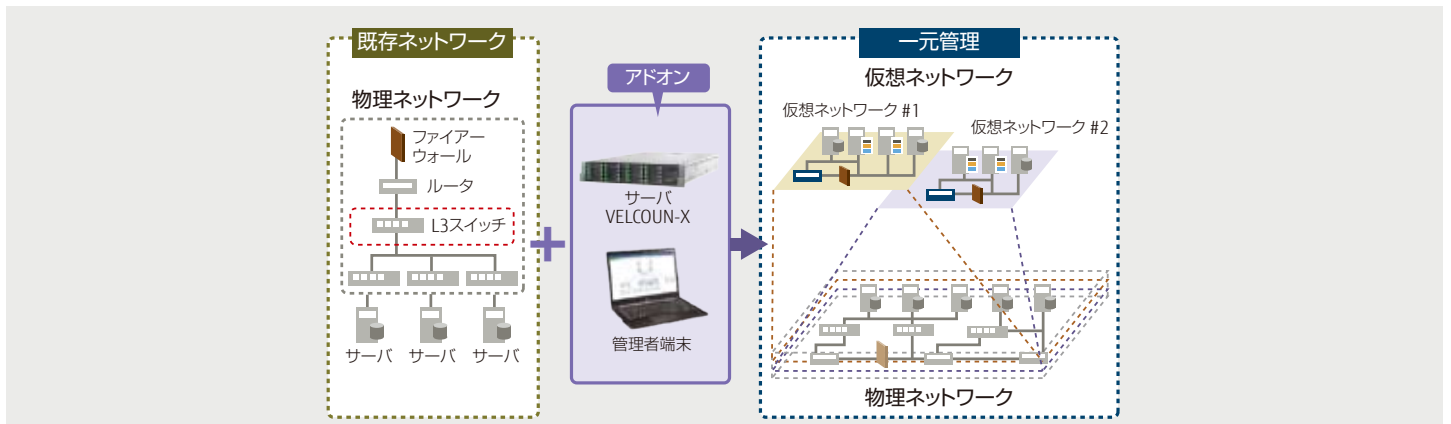 既存ネットワーク
物理ネットワーク
ファイアー
ウォール
ルータ
L3スイッチ
サーバ
サーバ
サーバ
アドオン
サーバ
VELCOUN-X
管理者端末
一元管理
仮想ネットワーク
仮想ネットワーク #1
仮想ネットワーク #2
物理ネットワーク